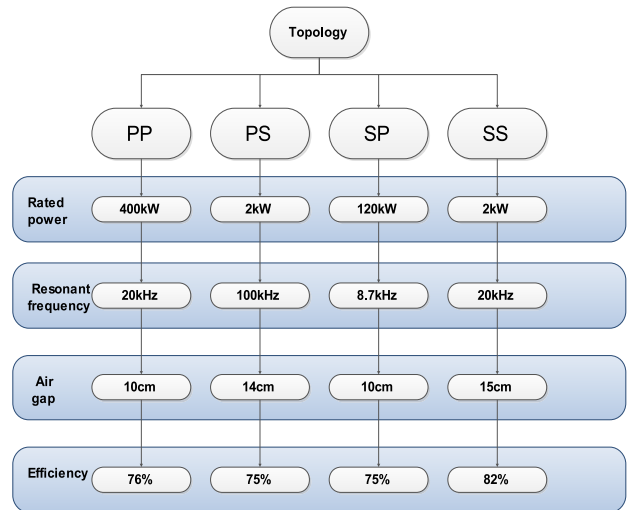 Topology
PP
PS
SP
SS
Rated
power
400kW
2kW
120kW
2kW
Resonant
frequency
20kHz
100kHz
8.7kHz
20kHz
Air
gap
10cm
14cm
10cm
15cm
Efficiency
76%
75%
75%
82%